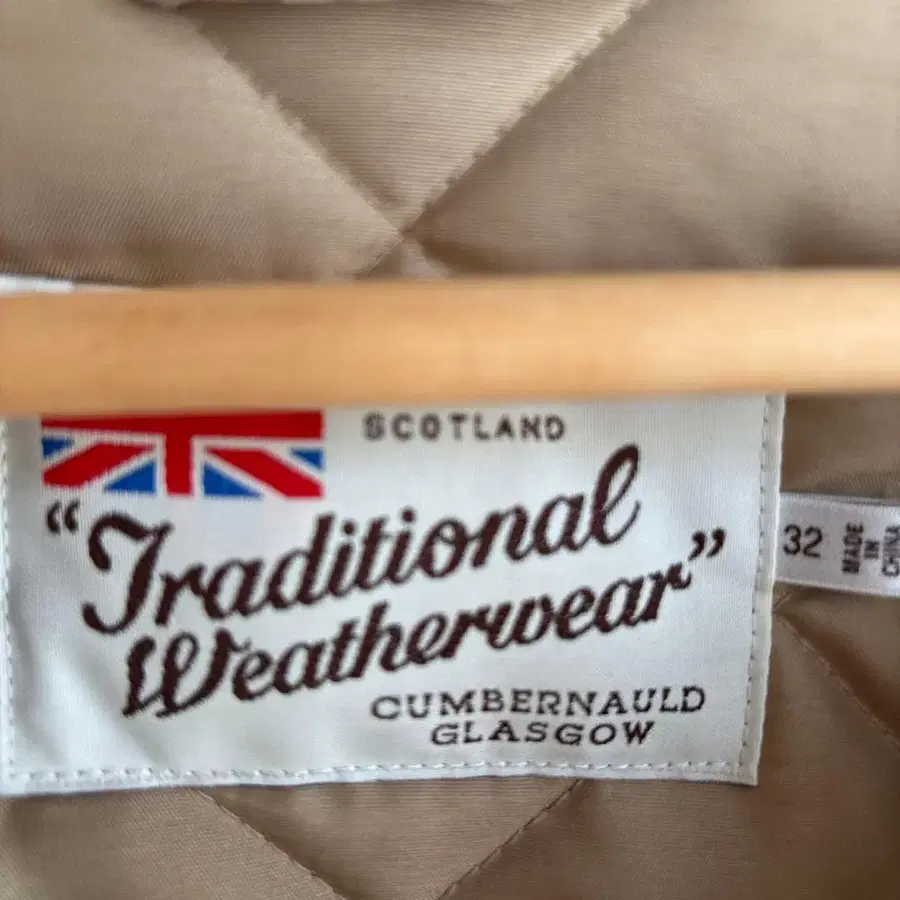 SCOTLAND
"Traditional
Weatherwear"
CUMBERNAULD
GLASGOW
32
MADE
IN
CHINA